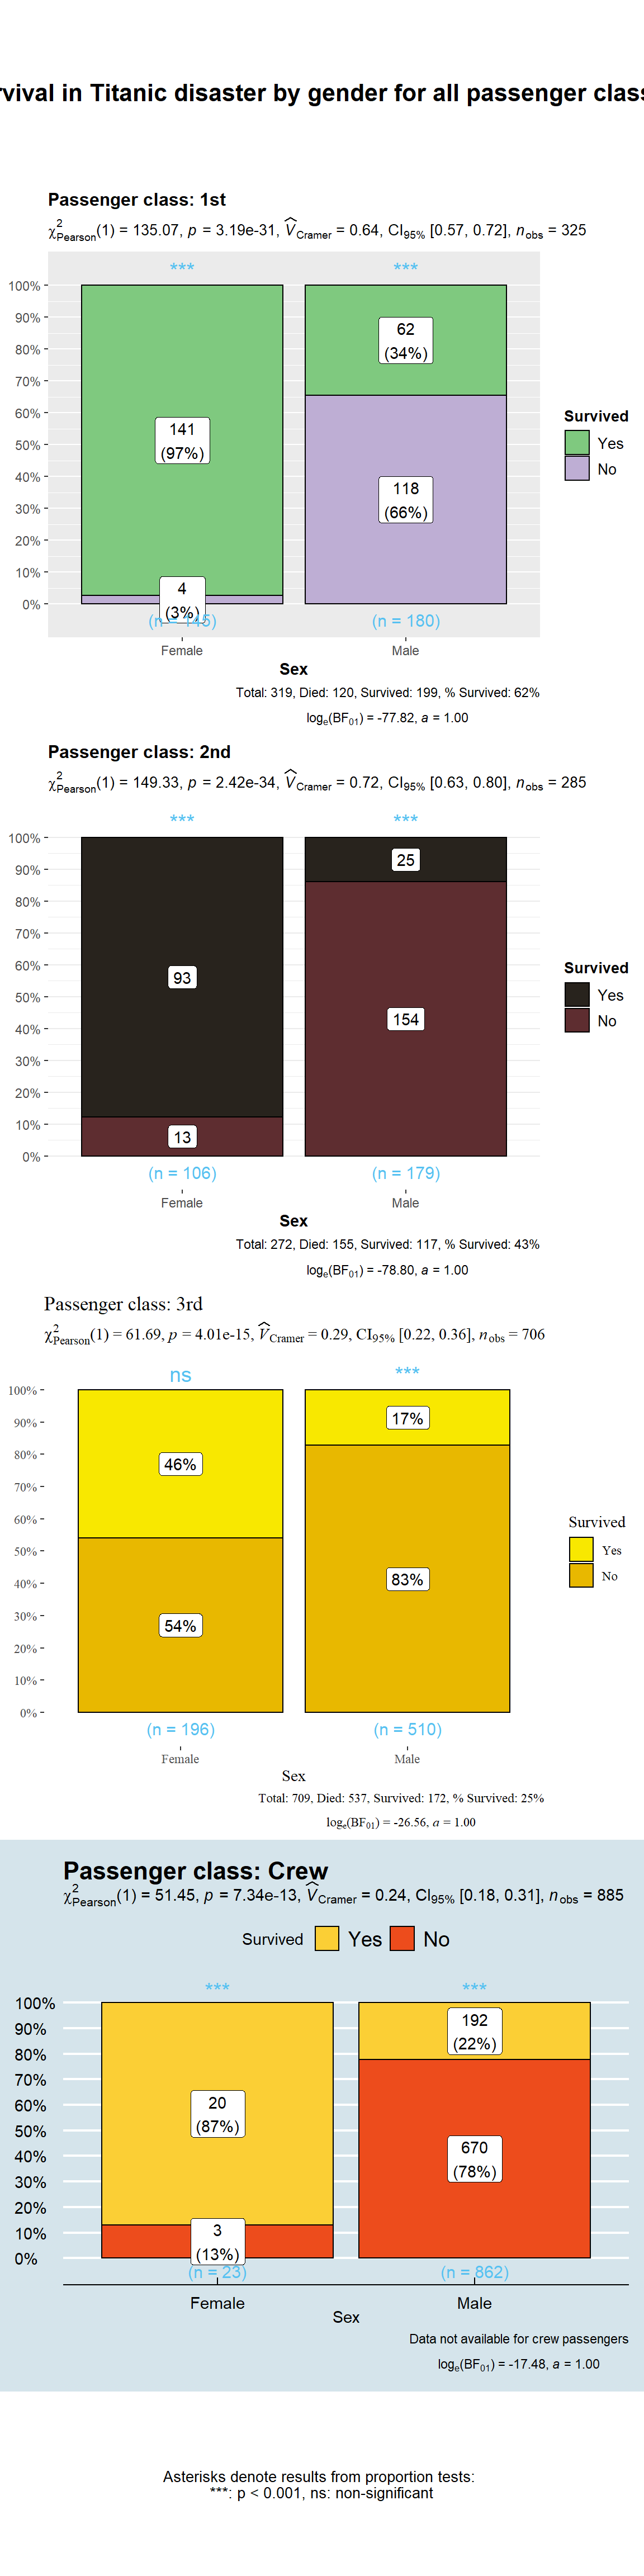 rvival in Titanic disaster by gender for all passenger class
Passenger class: 1st
χ²Pearson(1) = 135.07, p = 3.19e-31, V̂Cramer = 0.64, CI95% [0.57, 0.72], nobs = 325
*** ***
100%
90%
80%
70%
60%
50%
40%
30%
20%
10%
0%
141
(97%)
4
(3%)
62
(34%)
118
(66%)
(n = 145) (n = 180)
Female Male
Sex
Survived
Yes
No
Total: 319, Died: 120, Survived: 199, % Survived: 62%
loge(BF01) = -77.82, a = 1.00
Passenger class: 2nd
χ²Pearson(1) = 149.33, p = 2.42e-34, V̂Cramer = 0.72, CI95% [0.63, 0.80], nobs = 285
*** ***
100%
90%
80%
70%
60%
50%
40%
30%
20%
10%
0%
93
13
25
154
(n = 106) (n = 179)
Female Male
Sex
Survived
Yes
No
Total: 272, Died: 155, Survived: 117, % Survived: 43%
loge(BF01) = -78.80, a = 1.00
Passenger class: 3rd
χ²Pearson(1) = 61.69, p = 4.01e-15, V̂Cramer = 0.29, CI95% [0.22, 0.36], nobs = 706
ns ***
100%
90%
80%
70%
60%
50%
40%
30%
20%
10%
0%
46%
54%
17%
83%
(n = 196) (n = 510)
Female Male
Sex
Survived
Yes
No
Total: 709, Died: 537, Survived: 172, % Survived: 25%
loge(BF01) = -26.56, a = 1.00
Passenger class: Crew
χ²Pearson(1) = 51.45, p = 7.34e-13, V̂Cramer = 0.24, CI95% [0.18, 0.31], nobs = 885
Survived Yes No
*** ***
100%
90%
80%
70%
60%
50%
40%
30%
20%
10%
0%
20
(87%)
3
(13%)
192
(22%)
670
(78%)
(n = 23) (n = 862)
Female Male
Sex
Data not available for crew passengers
loge(BF01) = -17.48, a = 1.00
Asterisks denote results from proportion tests:
***: p < 0.001, ns: non-significant